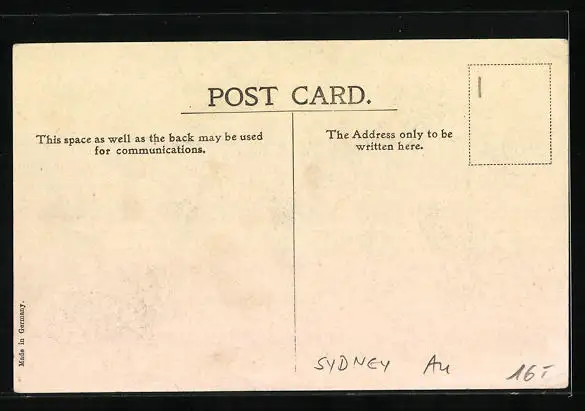 POST CARD.
This space as well as the back may be used
for communications.
The Address only to be
written here.
Made in Germany.
SYDNEY Au
16